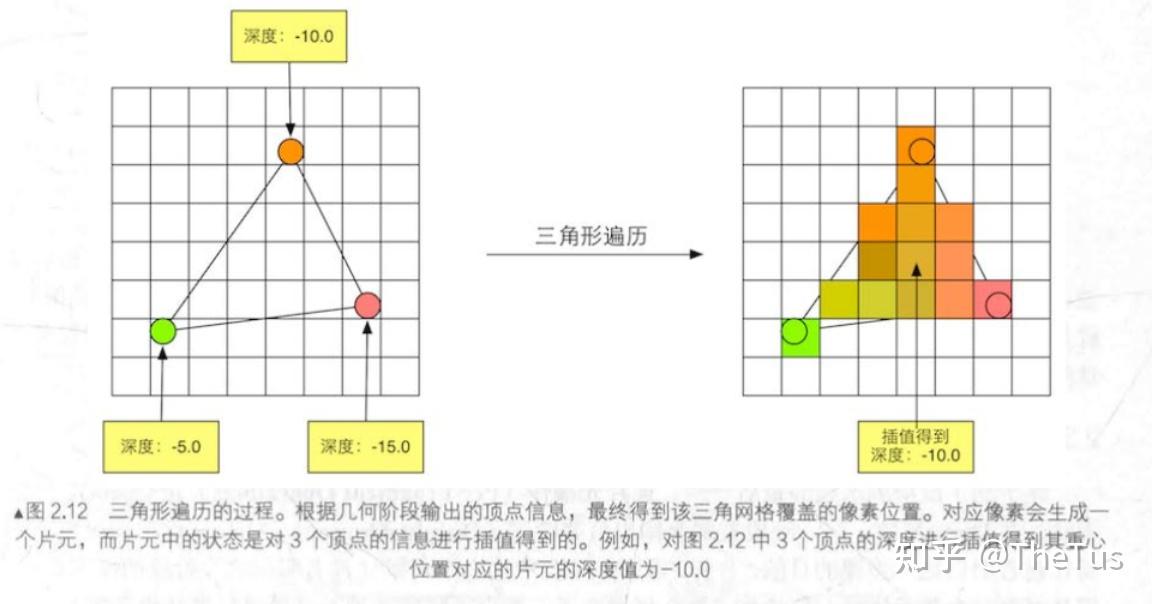 深度：-10.0
三角形遍历
深度：-5.0
深度：-15.0
插值得到
深度：-10.0
▲图 2.12 三角形遍历的过程。根据几何阶段输出的顶点信息，最终得到该三角网格覆盖的像素位置。对应像素会生成一
个片元，而片元中的状态是对 3 个顶点的信息进行插值得到的。例如，对图 2.12 中 3 个顶点的深度进行插值得到其重心
位置对应的片元的深度值为-10.0
知乎 @TheTus